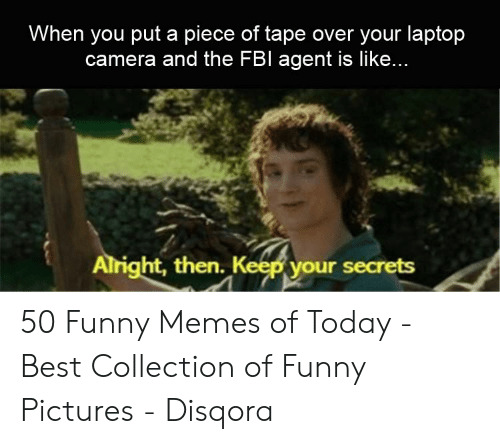 When you put a piece of tape over your laptop
camera and the FBI agent is like...
Alright, then. Keep your secrets
50 Funny Memes of Today -
Best Collection of Funny
Pictures - Disqora